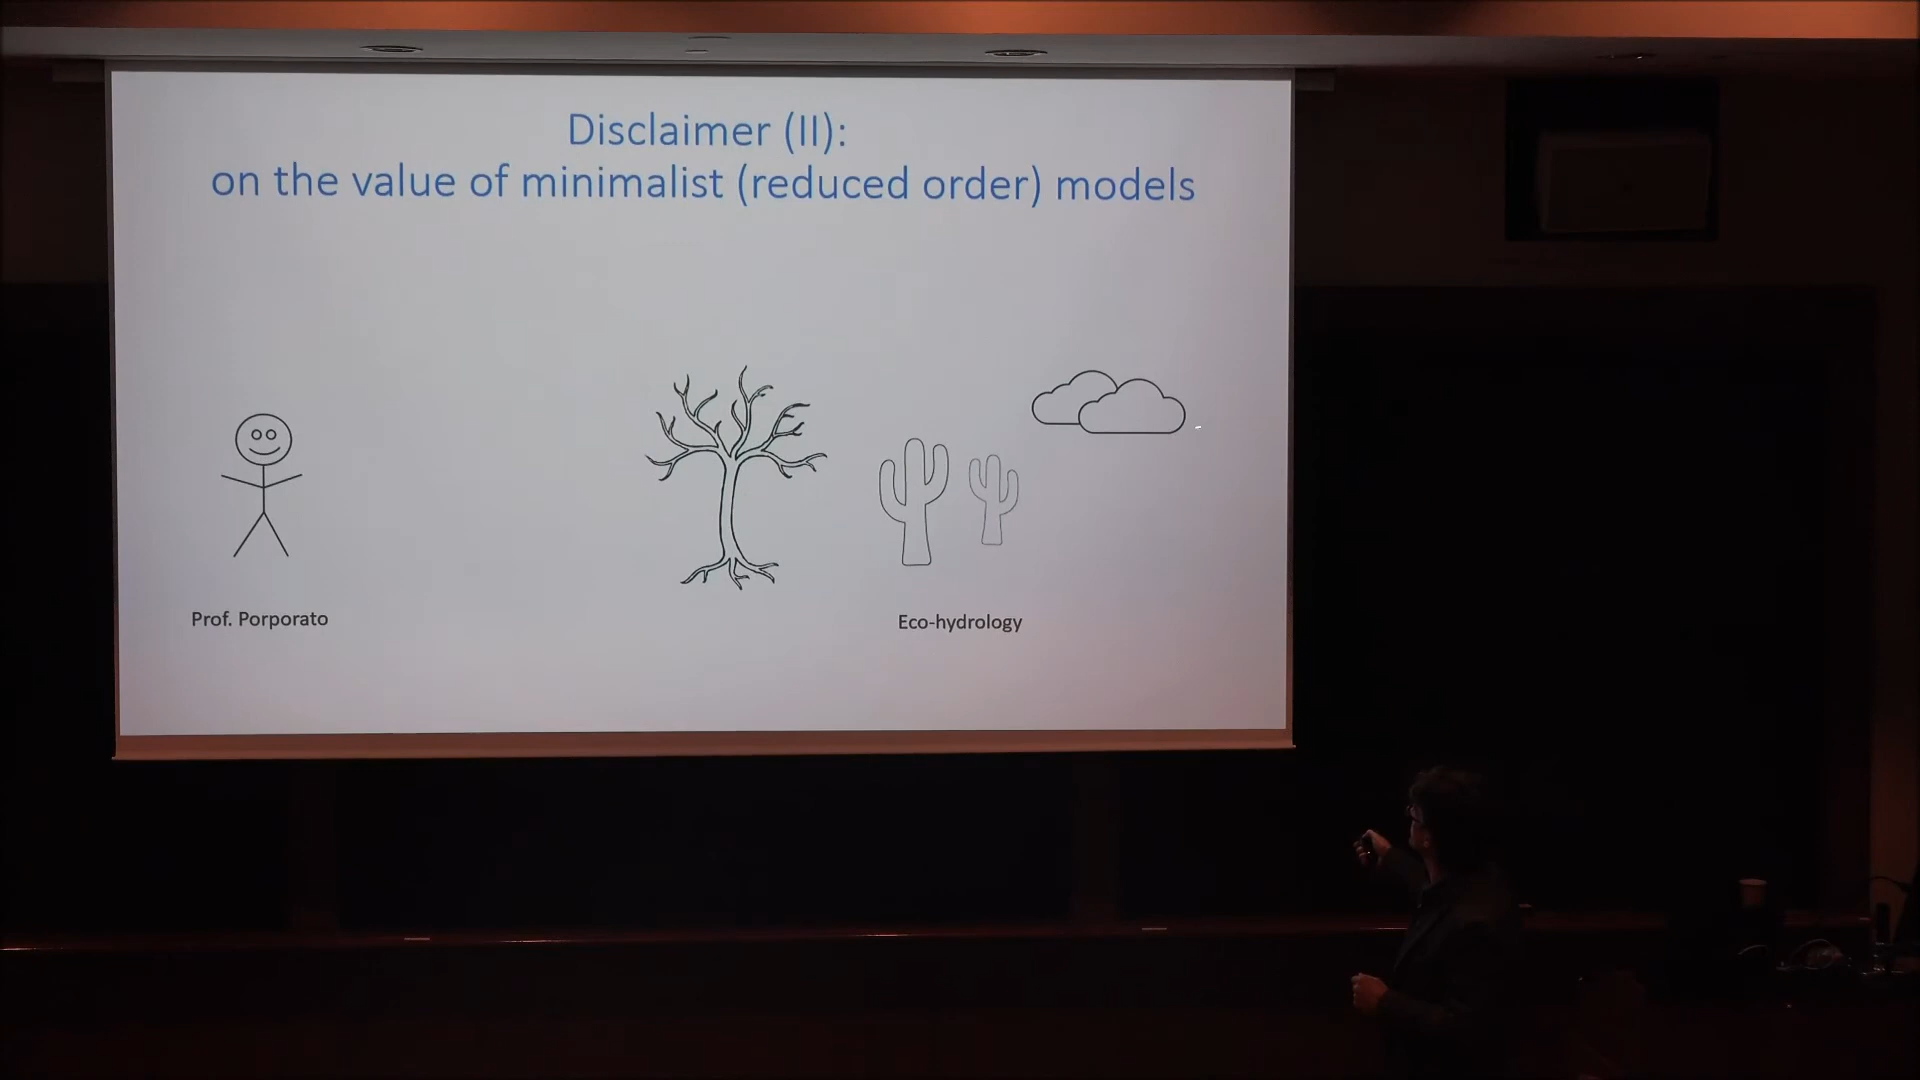 Disclaimer (II):
on the value of minimalist (reduced order) models
Prof. Porporato
Eco-hydrology